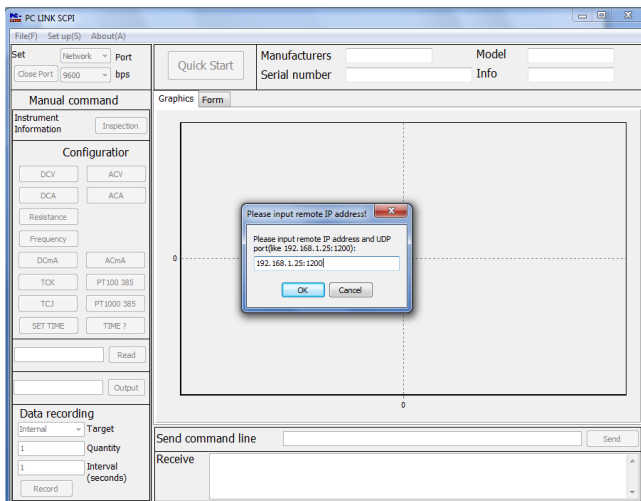 PC LINK SCPI
File(F) Set up(S) About(A)
Set Network Port
Close Port 9600 bps
Quick Start
Manufacturers Model
Serial number Info
Manual command
Instrument
Information Inspection
Configuratior
DCV ACV
DCA ACA
Resistance
Frequency
DCmA ACmA
TCK PT100 385
TCJ PT1000 385
SET TIME TIME ?
Read
Output
Data recording
Internal Target
1 Quantity
1 Interval
(seconds)
Record
Graphics Form
0
0
Please input remote IP address!
Please input remote IP address and UDP
port(like 192.168.1.25:1200):
192.168.1.25:1200
OK Cancel
Send command line Send
Receive